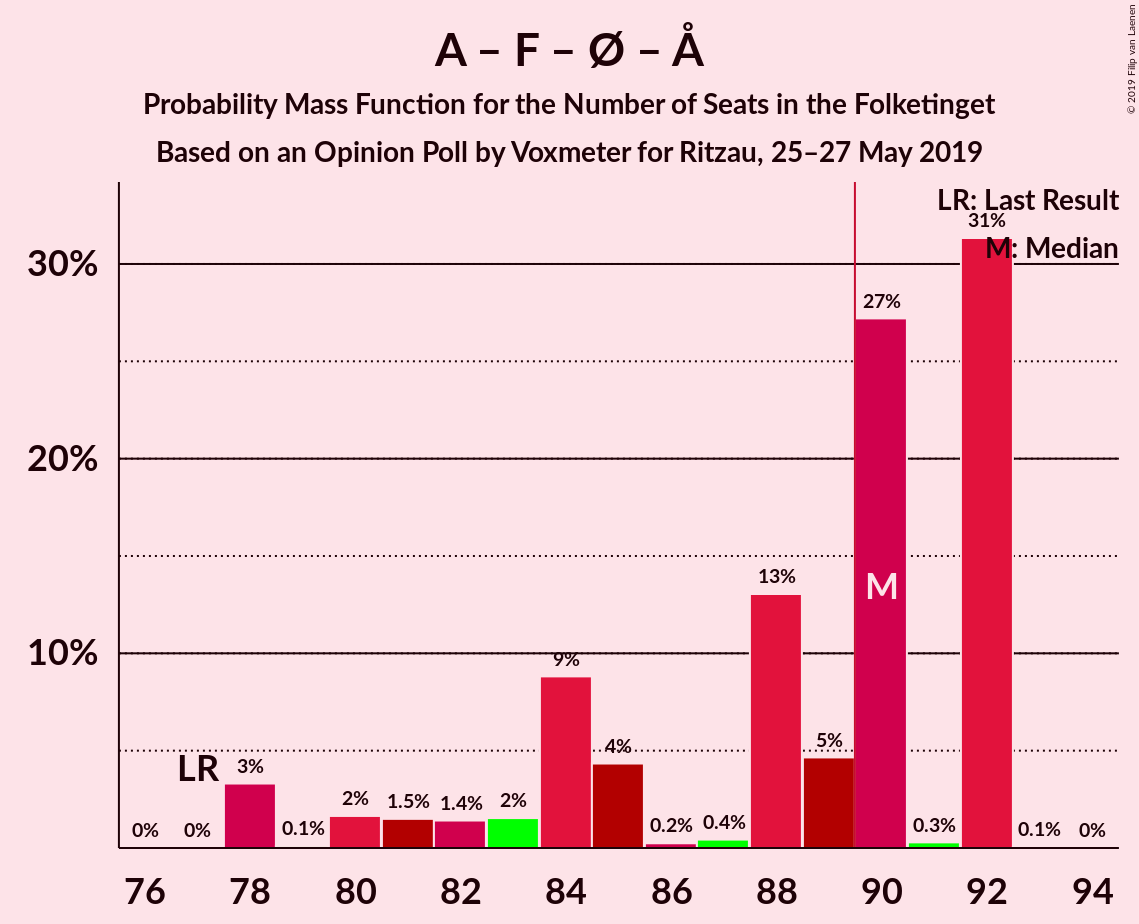 A – F – Ø – Å
Probability Mass Function for the Number of Seats in the Folketinget
Based on an Opinion Poll by Voxmeter for Ritzau, 25–27 May 2019
© 2019 Filip van Laenen
LR: Last Result
M: Median
30%
20%
10%
0%
0%
LR
3%
0.1%
2%
1.5%
1.4%
2%
9%
4%
0.2%
0.4%
13%
5%
27%
M
0.3%
31%
0.1%
0%
76 78 80 82 84 86 88 90 92 94